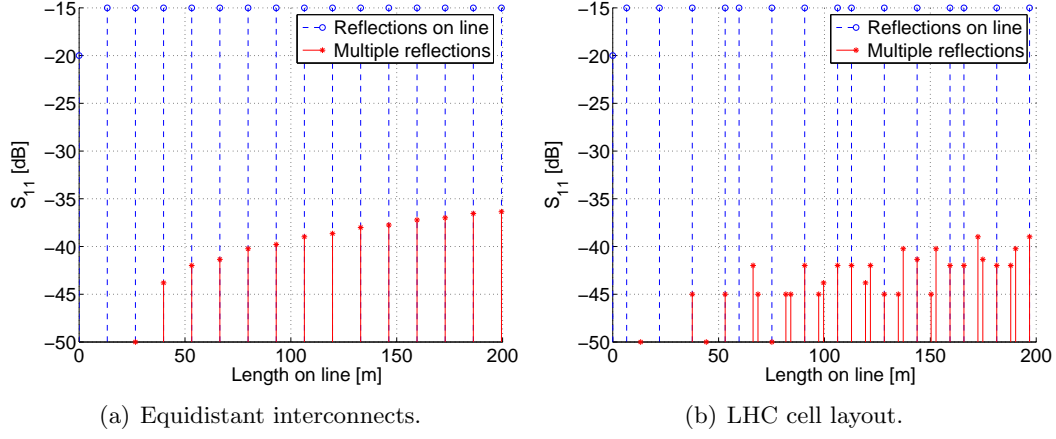 −15
−20
−25
−30
−35
−40
−45
−50
0
50
100
150
200
S11 [dB]
Length on line [m]
Reflections on line
Multiple reflections
(a) Equidistant interconnects.
−15
−20
−25
−30
−35
−40
−45
−50
0
50
100
150
200
S11 [dB]
Length on line [m]
Reflections on line
Multiple reflections
(b) LHC cell layout.